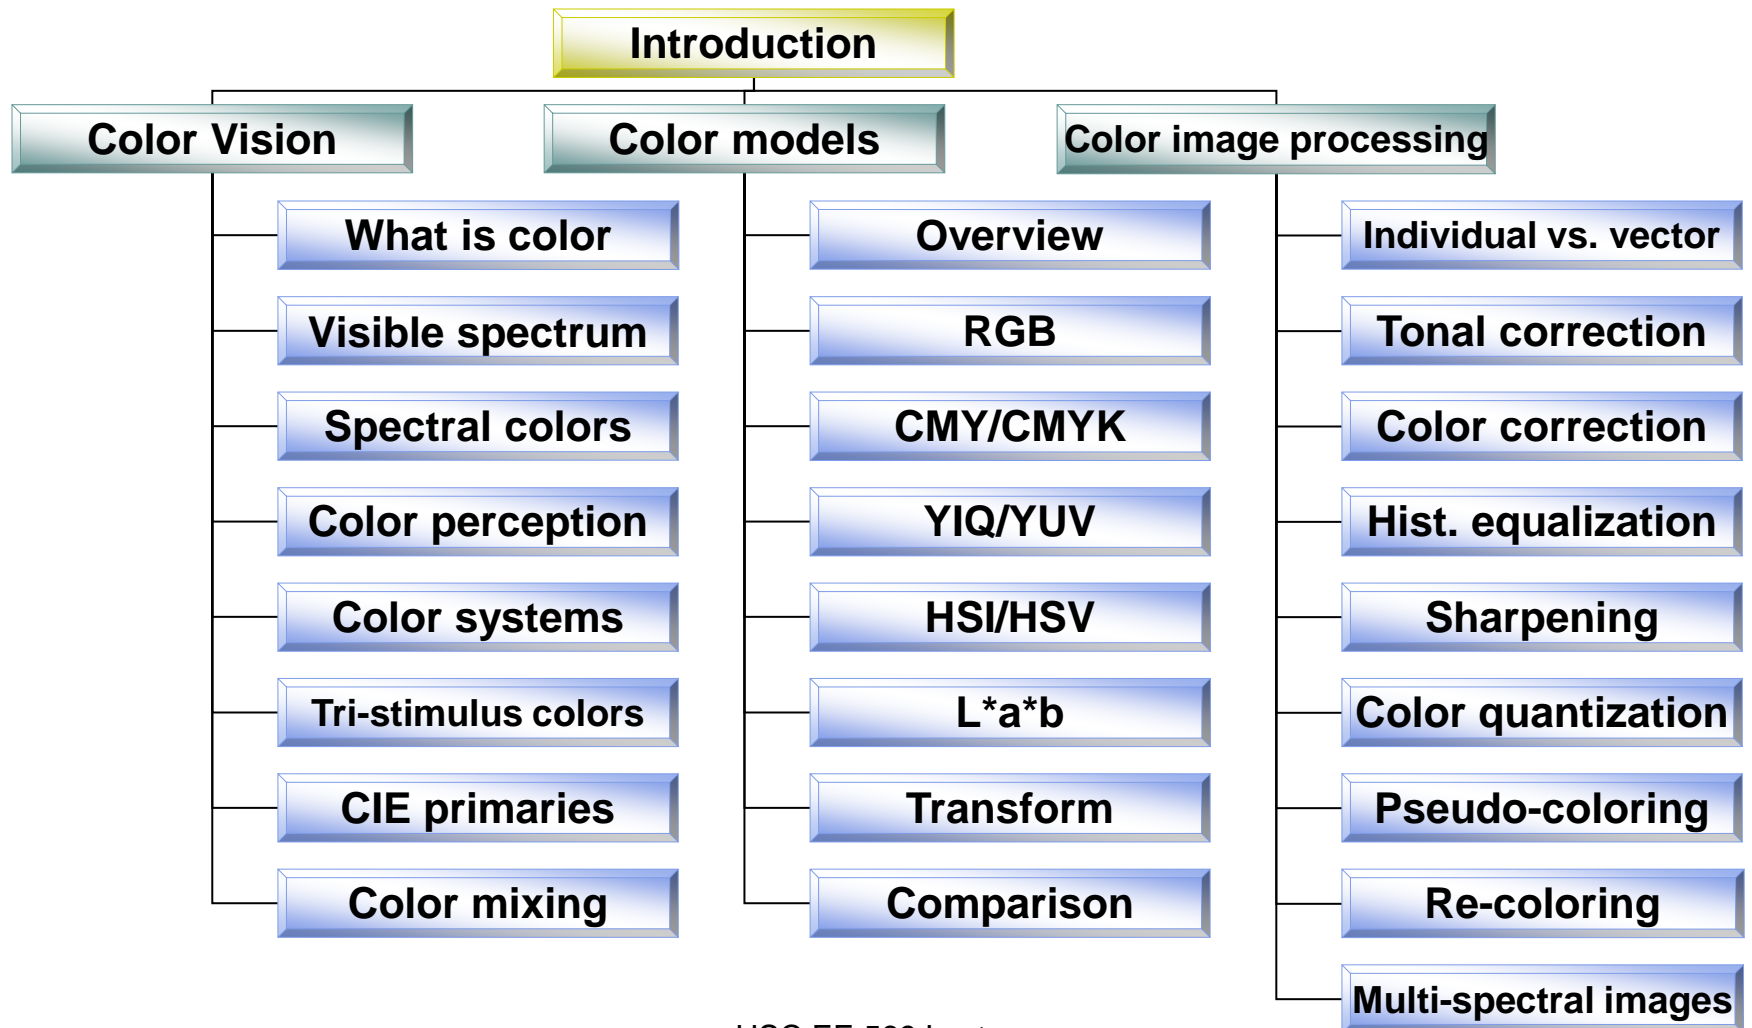 Introduction
Color Vision
Color models
Color image processing
What is color
Overview
Individual vs. vector
Visible spectrum
RGB
Tonal correction
Spectral colors
CMY/CMYK
Color correction
Color perception
YIQ/YUV
Hist. equalization
Color systems
HSI/HSV
Sharpening
Tri-stimulus colors
L*a*b
Color quantization
CIE primaries
Transform
Pseudo-coloring
Color mixing
Comparison
Re-coloring
Multi-spectral images